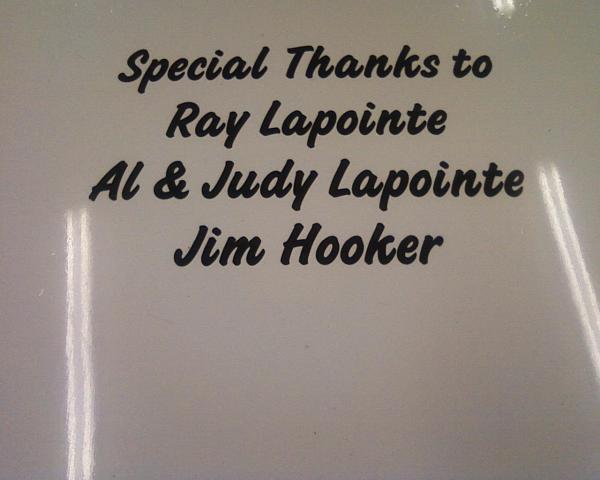 Special Thanks to
Ray Lapointe
Al & Judy Lapointe
Jim Hooker